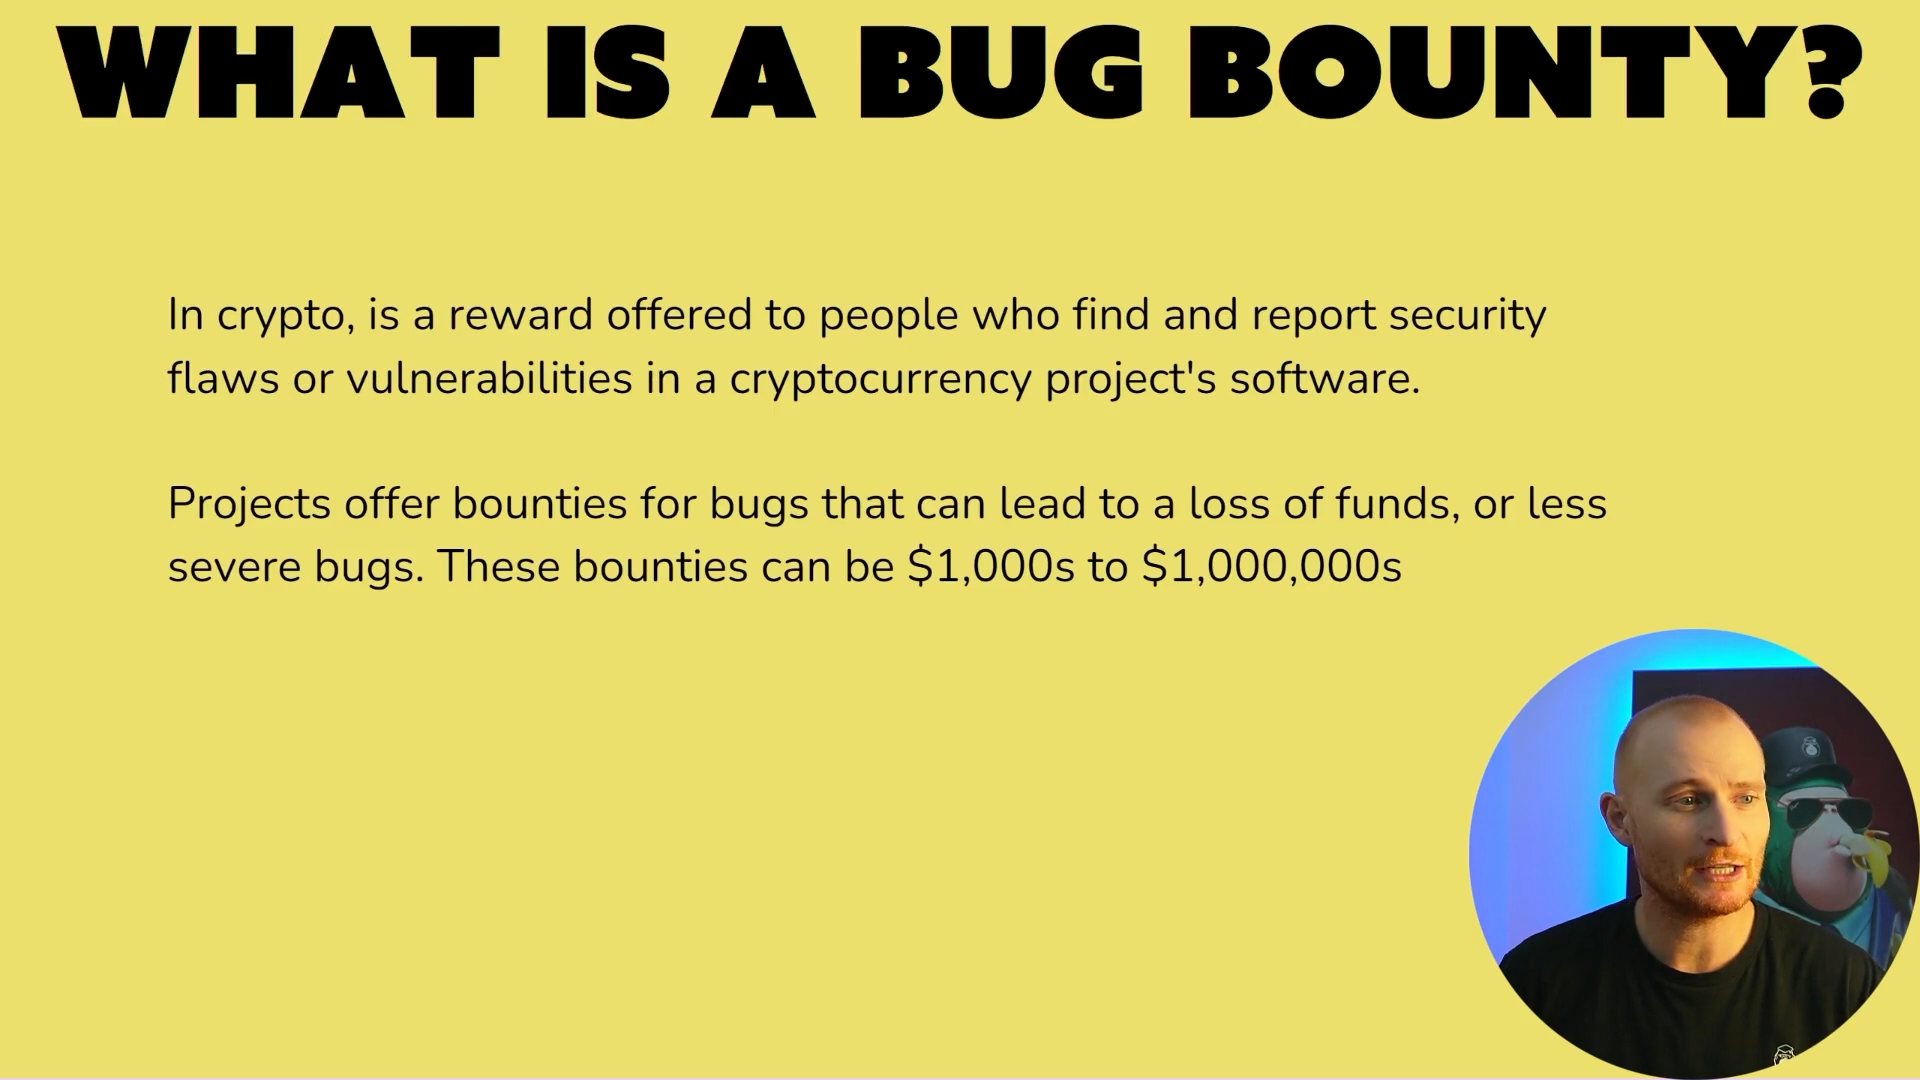 WHAT IS A BUG BOUNTY?
In crypto, is a reward offered to people who find and report security
flaws or vulnerabilities in a cryptocurrency project's software.
Projects offer bounties for bugs that can lead to a loss of funds, or less
severe bugs. These bounties can be $1,000s to $1,000,000s